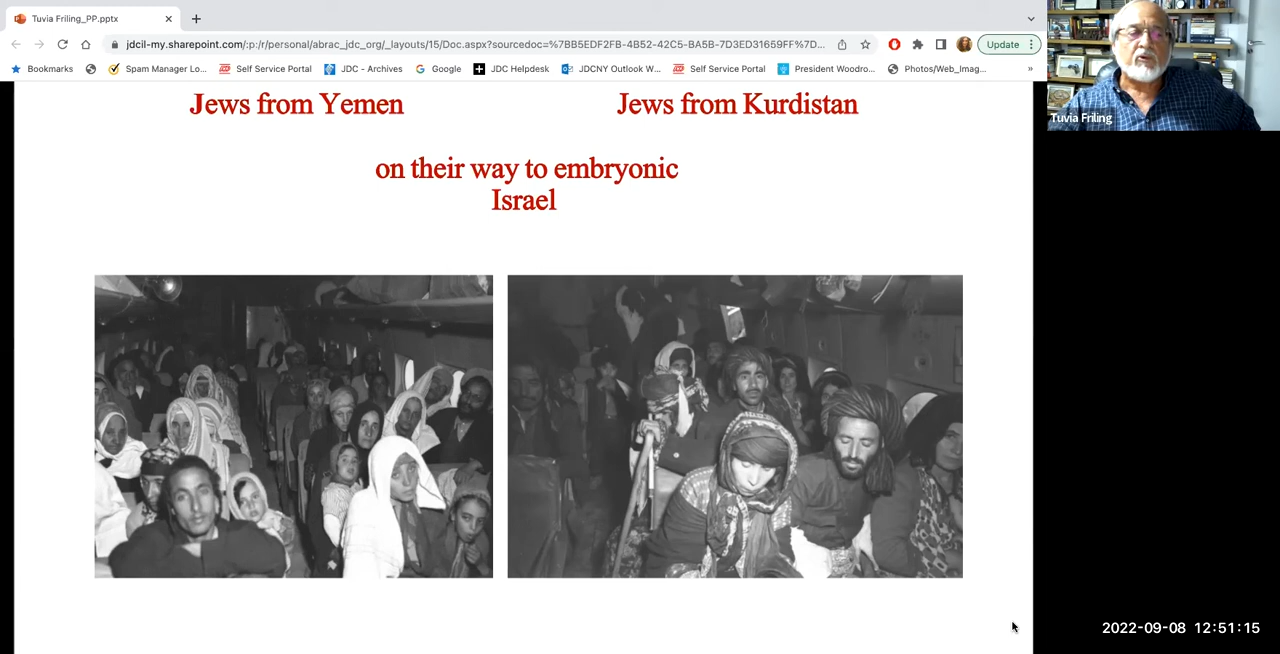 Tuvia Friling_PP.pptx
jdcil-my.sharepoint.com/:p:/r/personal/abrac_jdc_org/_layouts/15/Doc.aspx?sourcedoc=%7BB5EDF2FB-4B52-42C5-BA5B-7D3ED31659FF%7D...
Update
Bookmarks
Spam Manager Lo...
Self Service Portal
JDC - Archives
Google
JDC Helpdesk
JDCNY Outlook W...
Self Service Portal
President Woodro...
Photos/Web_Imag...
»
Tuvia Friling
Jews from Yemen
Jews from Kurdistan
on their way to embryonic
Israel
2022-09-08 12:51:15